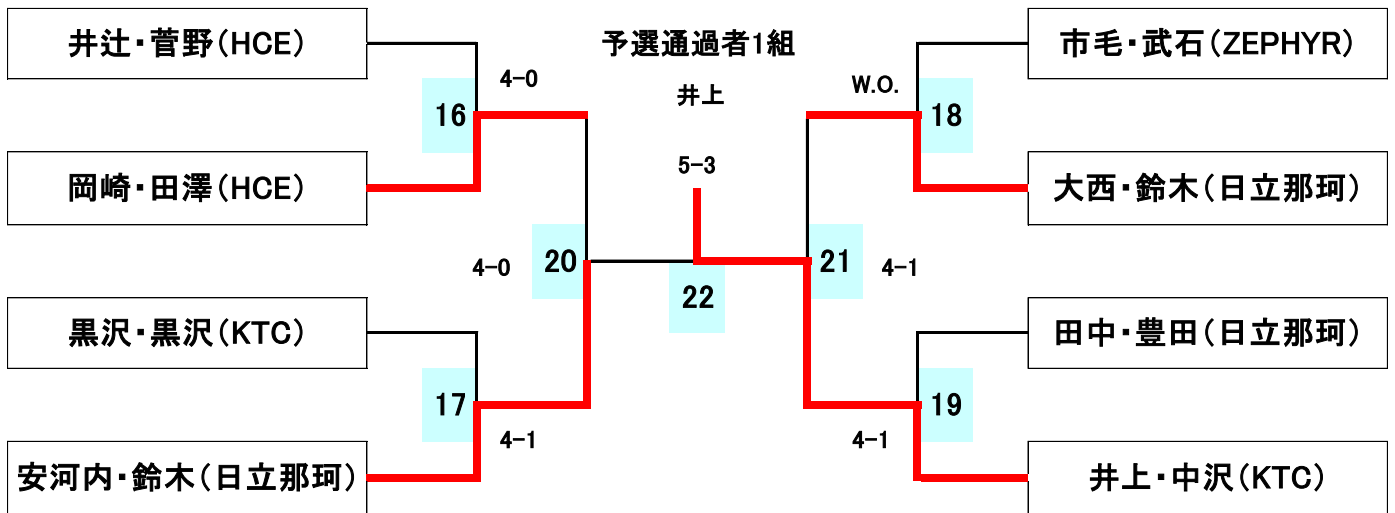 井辻・菅野(HCE)
予選通過者1組
市毛・武石(ZEPHYR)
4-0
井上
W.O.
16
18
岡崎・田澤(HCE)
5-3
大西・鈴木(日立那珂)
4-0
20
22
21
4-1
黒沢・黒沢(KTC)
田中・豊田(日立那珂)
17
19
4-1
4-1
安河内・鈴木(日立那珂)
井上・中沢(KTC)